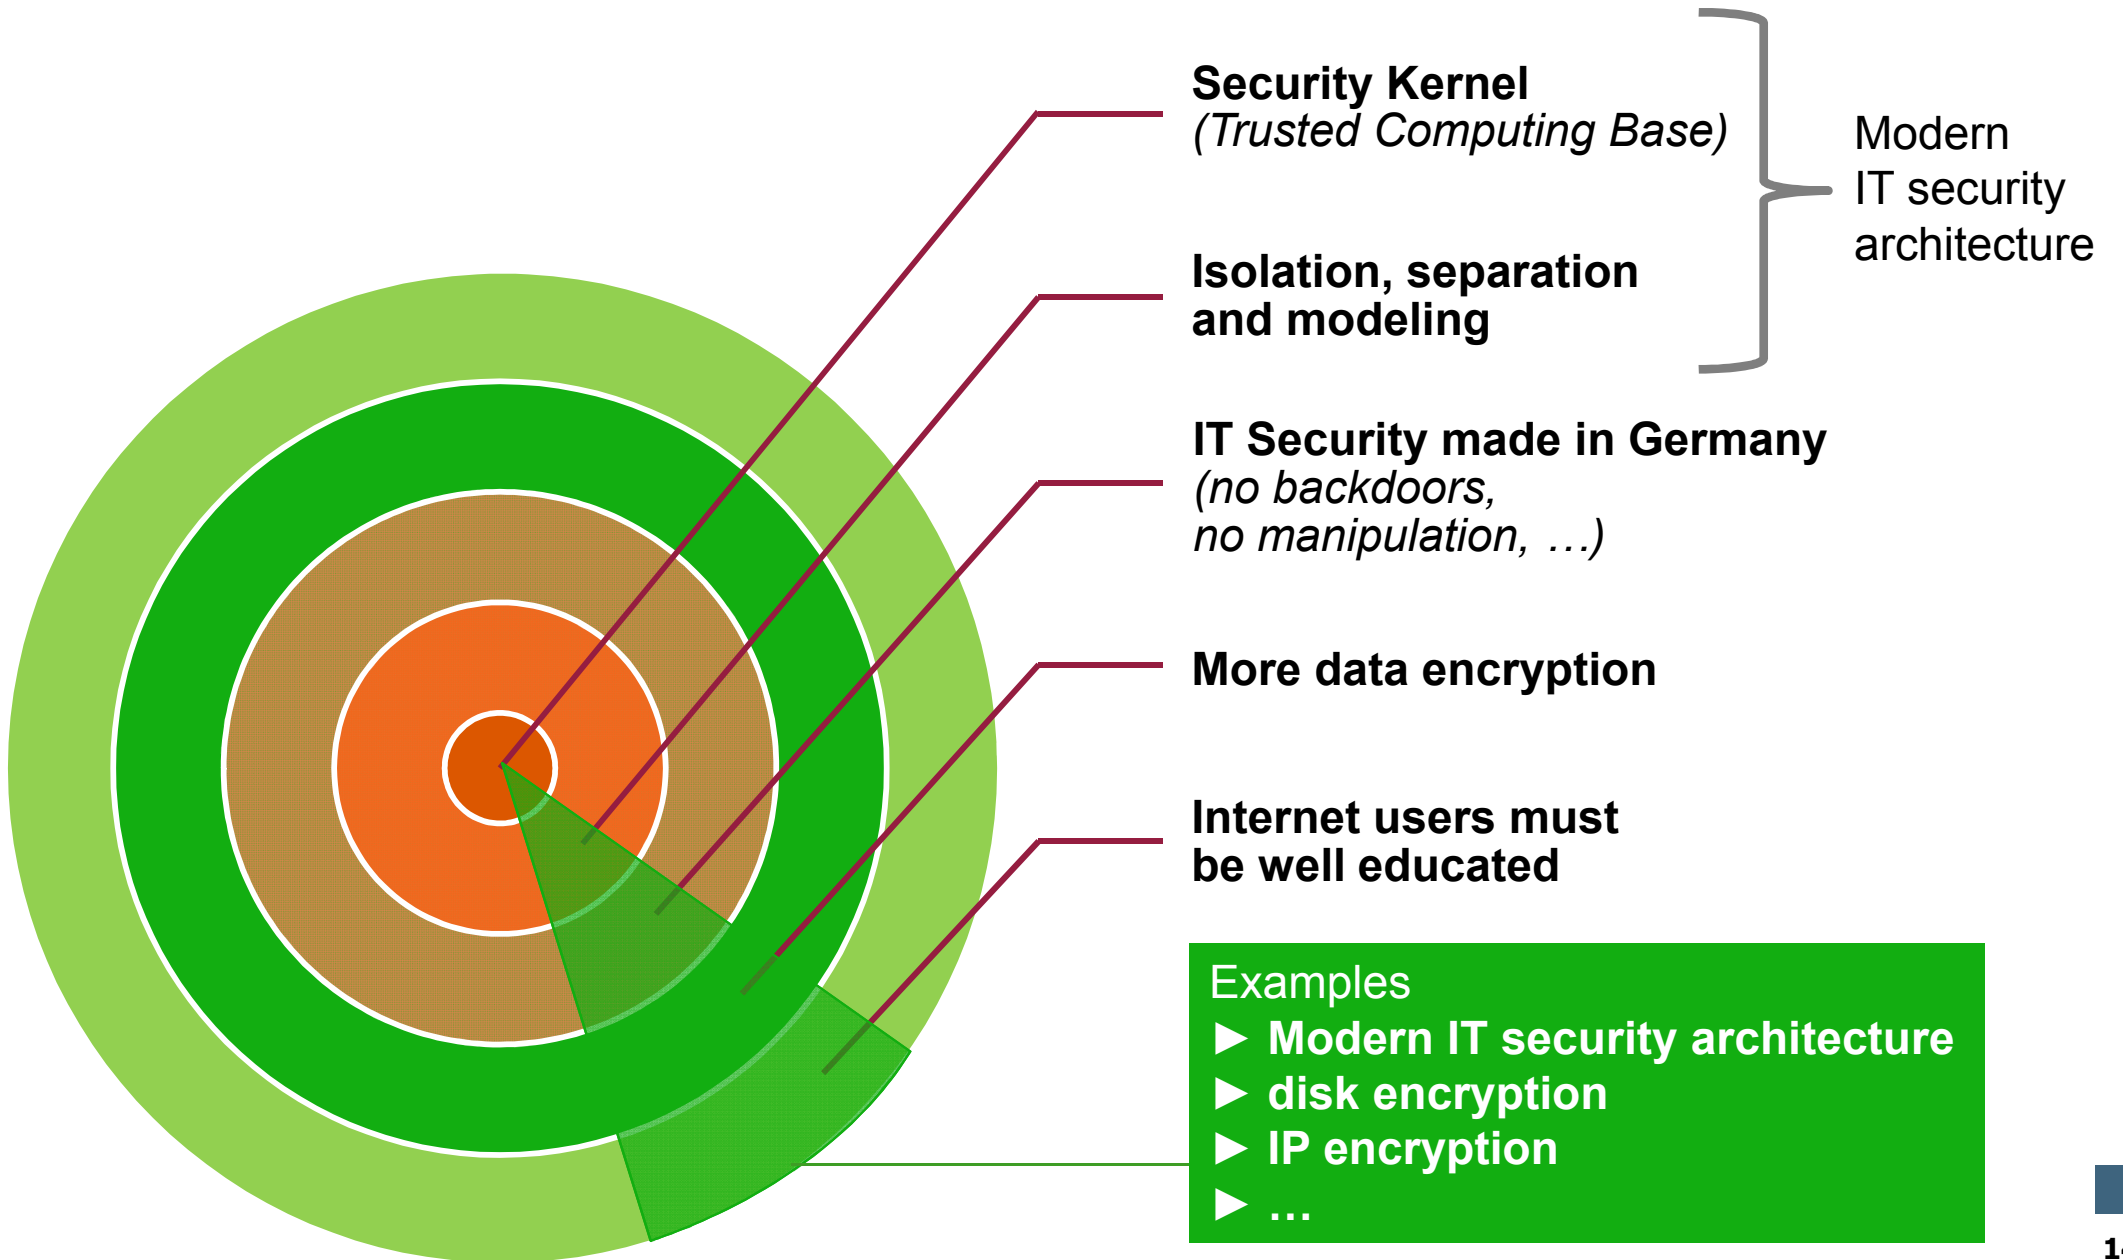 Security Kernel
(Trusted Computing Base)
Modern
IT security
architecture
Isolation, separation
and modeling
IT Security made in Germany
(no backdoors,
no manipulation, …)
More data encryption
Internet users must
be well educated
Examples
► Modern IT security architecture
► disk encryption
► IP encryption
► …